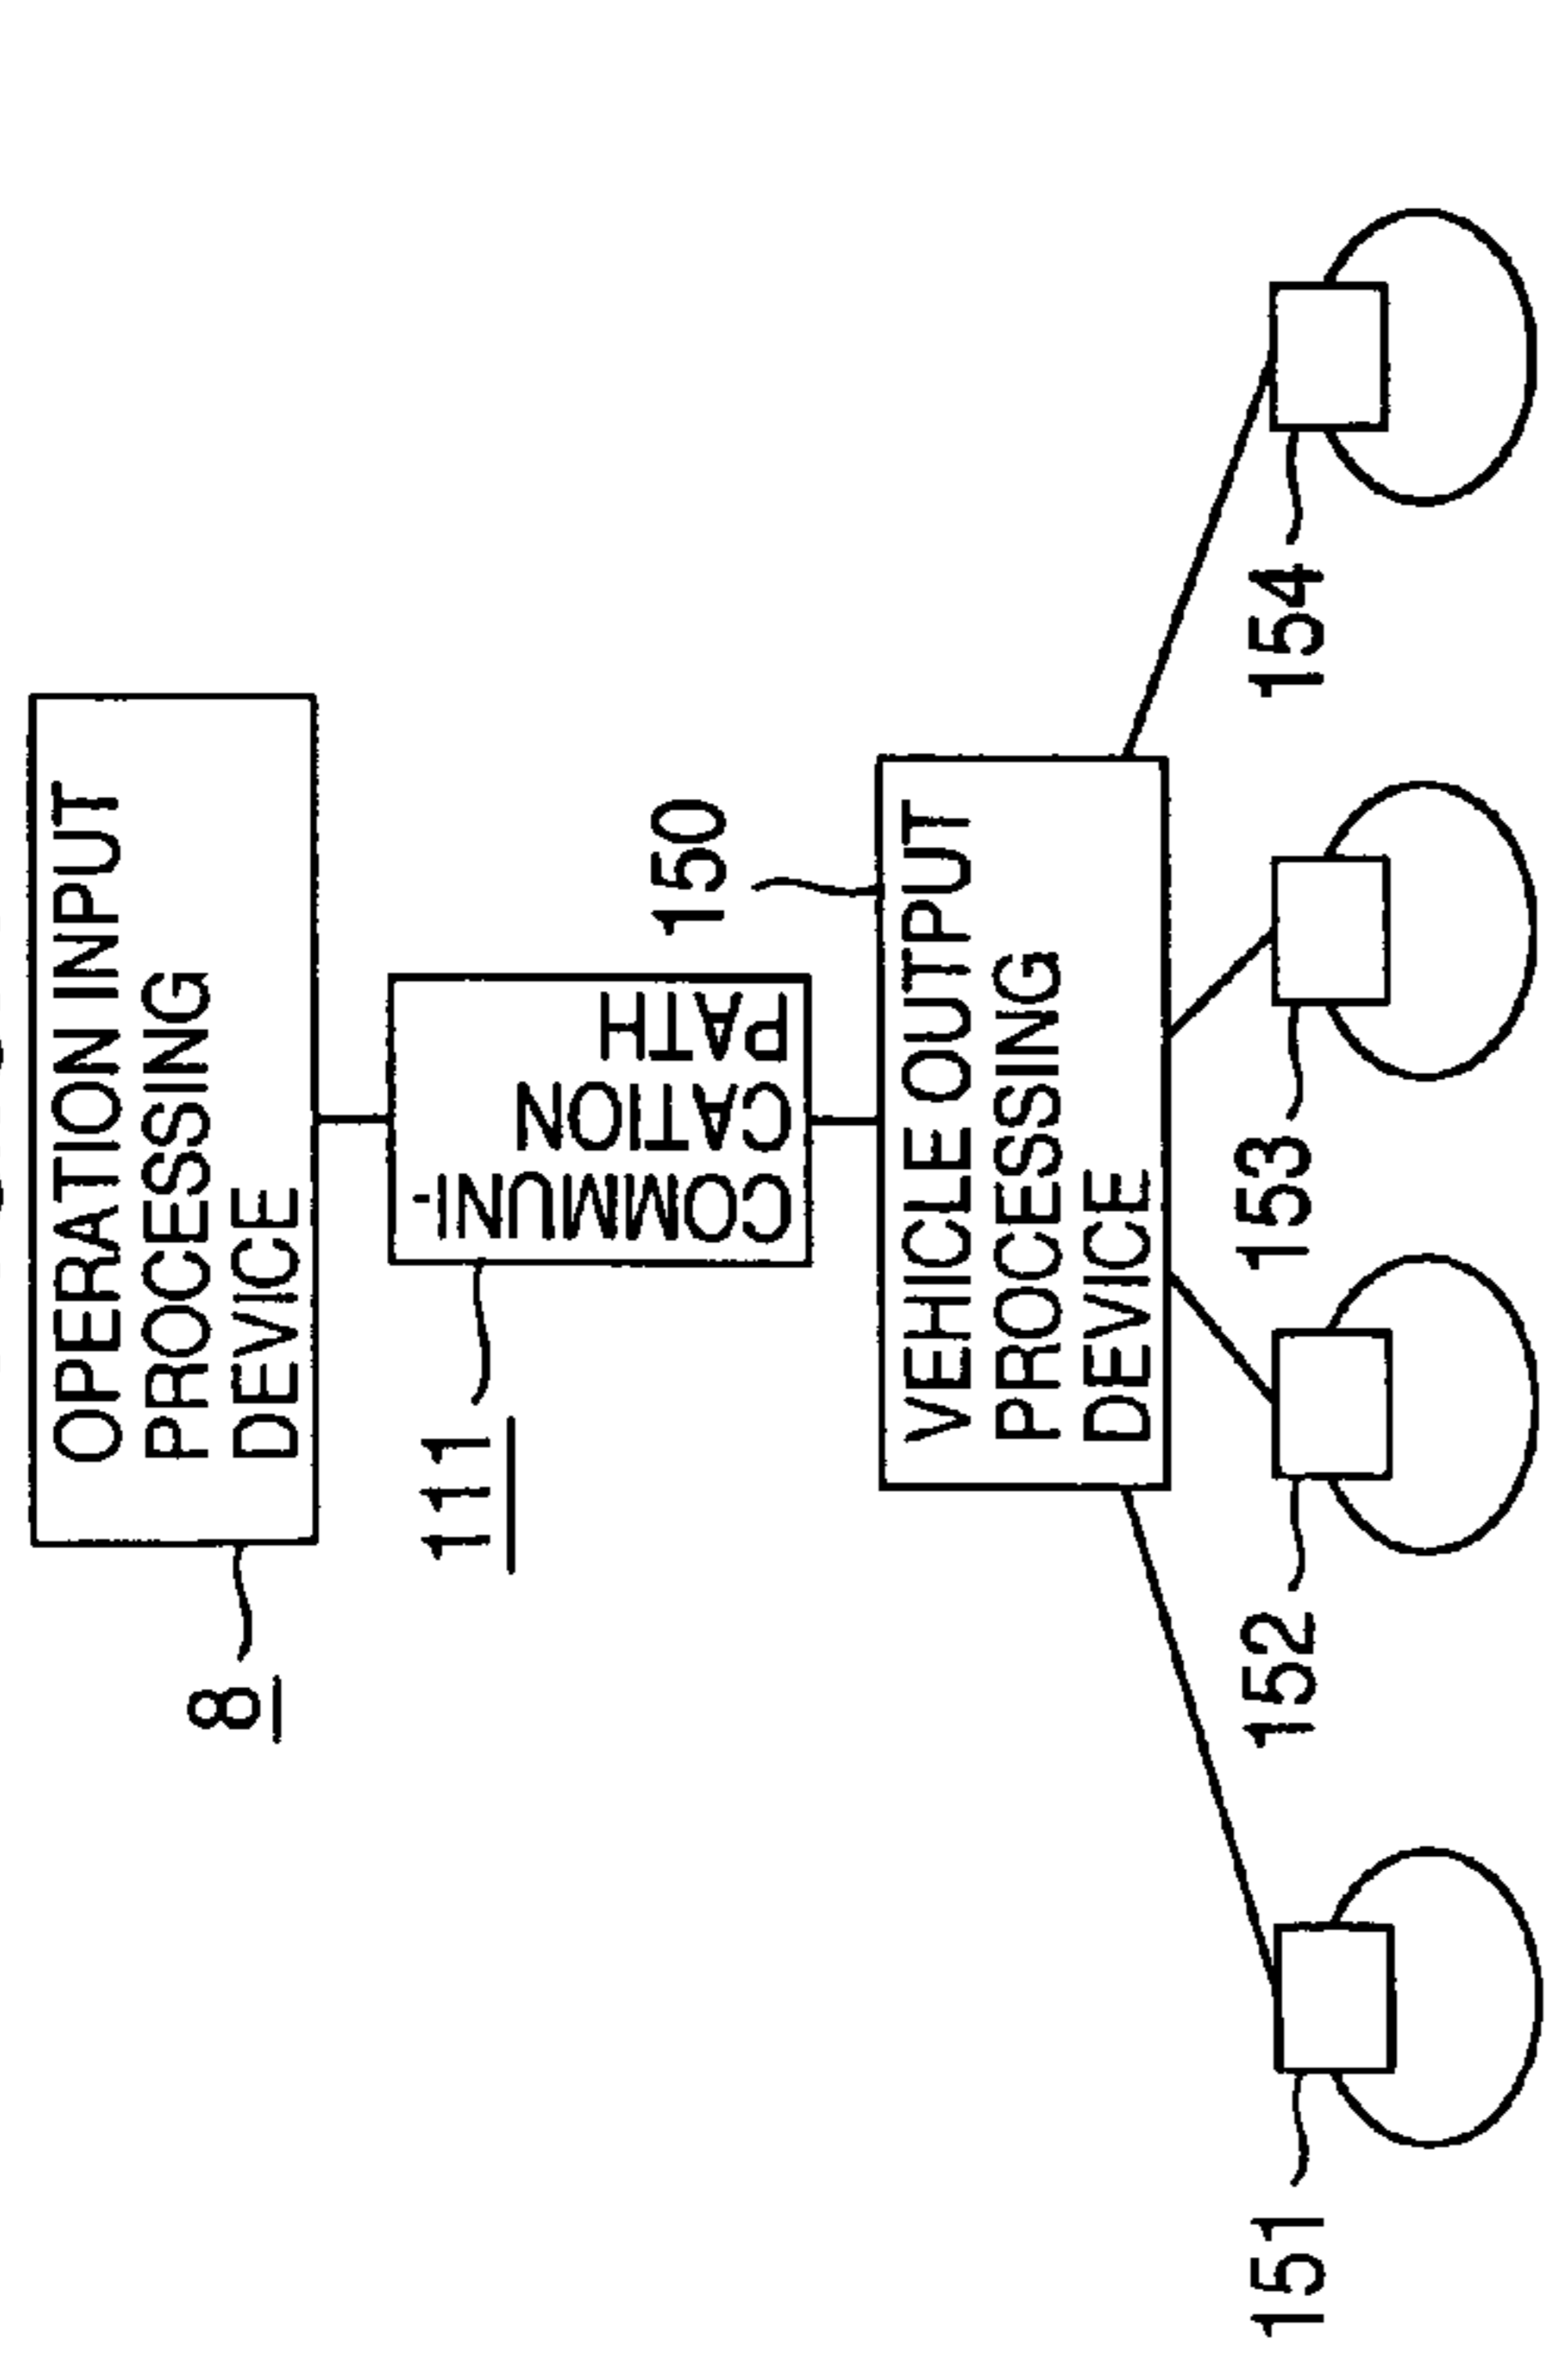 OPERATION INPUT
PROCESSING
DEVICE
8
COMMUNI-
CATION
PATH
111
150
VEHICLE OUTPUT
PROCESSING
DEVICE
151
152
153
154